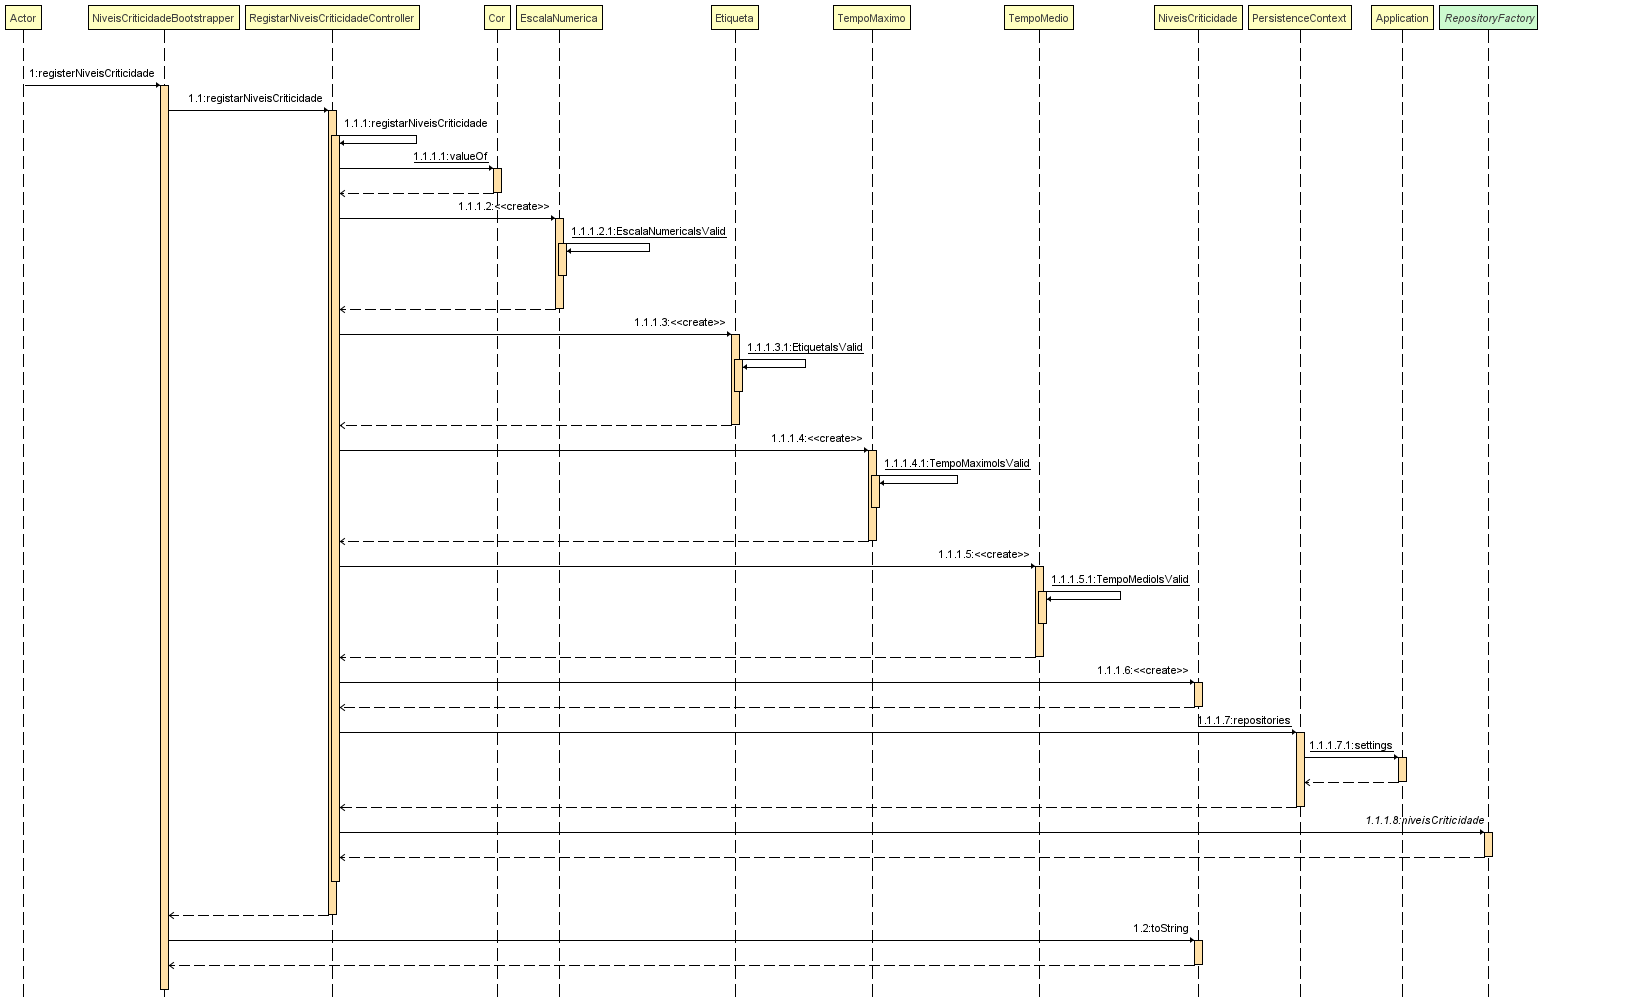 Actor
NiveisCriticidadeBootstrapper
RegistarNiveisCriticidadeController
Cor
EscalaNumerica
Etiqueta
TempoMaximo
TempoMedio
NiveisCriticidade
PersistenceContext
Application
RepositoryFactory
1:registerNiveisCriticidade
1.1:registarNiveisCriticidade
1.1.1:registarNiveisCriticidade
1.1.1.1:valueOf
1.1.1.2:<<create>>
1.1.1.2.1:EscalaNumericaIsValid
1.1.1.3:<<create>>
1.1.1.3.1:EtiquetaIsValid
1.1.1.4:<<create>>
1.1.1.4.1:TempoMaximoIsValid
1.1.1.5:<<create>>
1.1.1.5.1:TempoMedioIsValid
1.1.1.6:<<create>>
1.1.1.7:repositories
1.1.1.7.1:settings
1.1.1.8:niveisCriticidade
1.2:toString